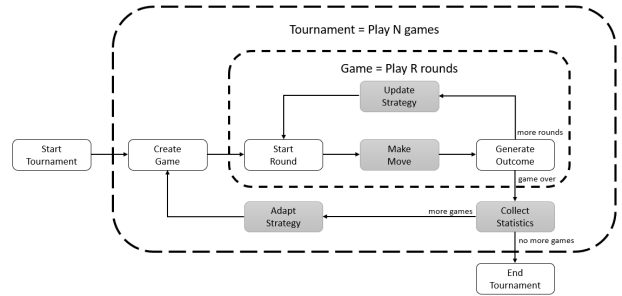 Tournament = Play N games
Game = Play R rounds
Update
Strategy
more rounds
Start
Tournament
Create
Game
Start
Round
Make
Move
Generate
Outcome
game over
Adapt
Strategy
more games
Collect
Statistics
no more games
End
Tournament